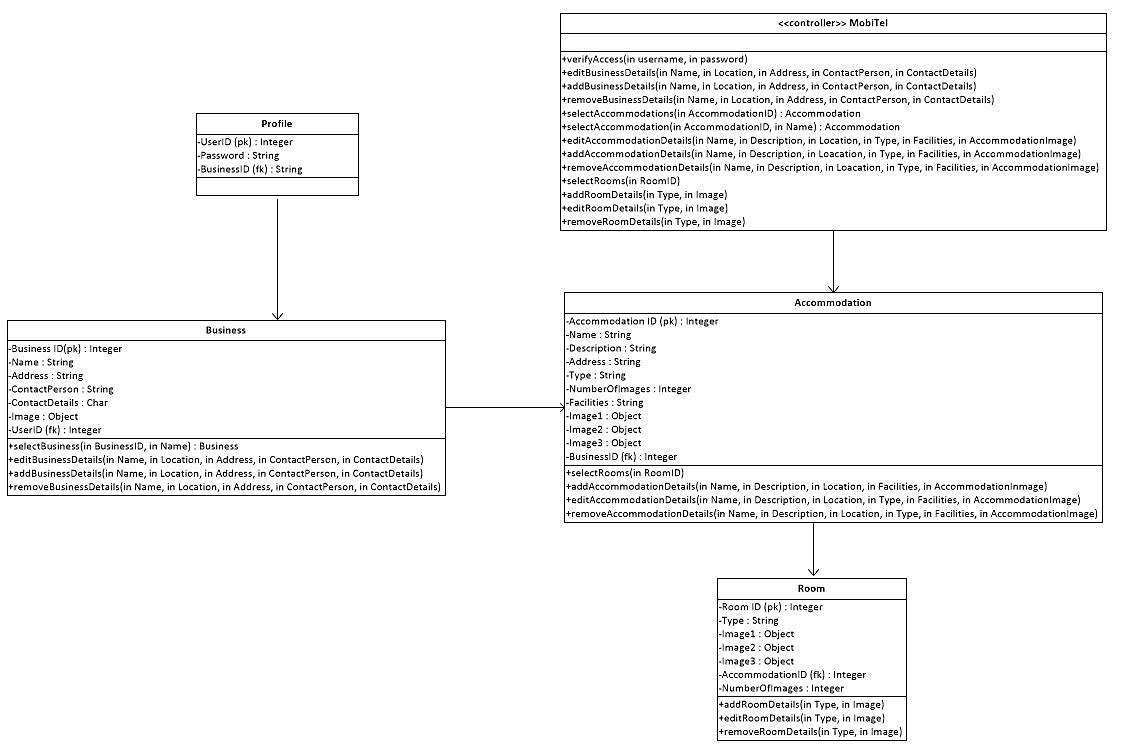 <<controller>> MobiTel
+verifyAccess(in username, in password)
+editBusinessDetails(in Name, in Location, in Address, in ContactPerson, in ContactDetails)
+addBusinessDetails(in Name, in Location, in Address, in ContactPerson, in ContactDetails)
+removeBusinessDetails(in Name, in Location, in Address, in ContactPerson, in ContactDetails)
+selectAccommodations(in AccommodationID) : Accommodation
+selectAccommodation(in AccommodationID, in Name) : Accommodation
+editAccommodationDetails(in Name, in Description, in Location, in Type, in Facilities, in AccommodationImage)
+addAccommodationDetails(in Name, in Description, in Loacation, in Type, in Facilities, in AccommodationImage)
+removeAccommodationDetails(in Name, in Description, in Loacation, in Type, in Facilities, in AccommodationImage)
+selectRooms(in RoomID)
+addRoomDetails(in Type, in Image)
+editRoomDetails(in Type, in Image)
+removeRoomDetails(in Type, in Image)
Profile
-UserID (pk) : Integer
-Password : String
-BusinessID (fk) : String
Business
-Business ID(pk) : Integer
-Name : String
-Address : String
-ContactPerson : String
-ContactDetails : Char
-Image : Object
-UserID (fk) : Integer
+selectBusiness(in BusinessID, in Name) : Business
+editBusinessDetails(in Name, in Location, in Address, in ContactPerson, in ContactDetails)
+addBusinessDetails(in Name, in Location, in Address, in ContactPerson, in ContactDetails)
+removeBusinessDetails(in Name, in Location, in Address, in ContactPerson, in ContactDetails)
Accommodation
-Accommodation ID (pk) : Integer
-Name : String
-Description : String
-Address : String
-Type : String
-NumberOfImages : Integer
-Facilities : String
-Image1 : Object
-Image2 : Object
-Image3 : Object
-BusinessID (fk) : Integer
+selectRooms(in RoomID)
+addAccommodationDetails(in Name, in Description, in Location, in Facilities, in AccommodationInmage)
+editAccommodationDetails(in Name, in Description, in Location, in Type, in Facilities, in AccommodationImage)
+removeAccommodationDetails(in Name, in Description, in Location, in Type, in Facilities, in AccommodationImage)
Room
-Room ID (pk) : Integer
-Type : String
-Image1 : Object
-Image2 : Object
-Image3 : Object
-AccommodationID (fk) : Integer
-NumberOfImages : Integer
+addRoomDetails(in Type, in Image)
+editRoomDetails(in Type, in Image)
+removeRoomDetails(in Type, in Image)